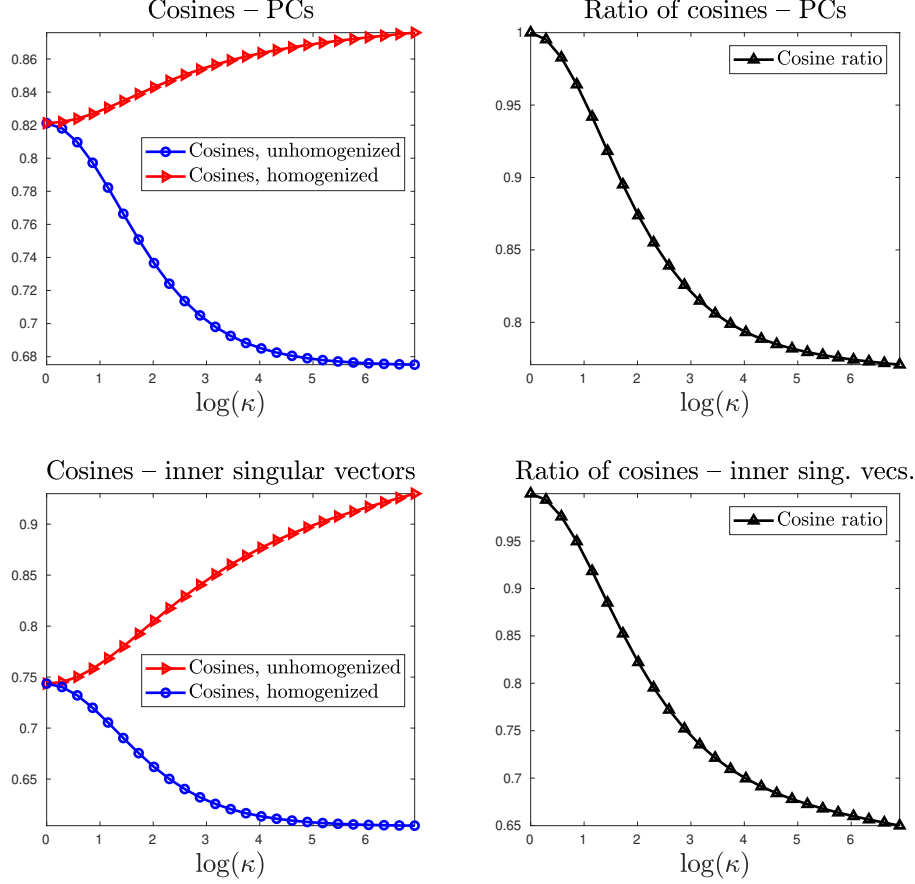 Cosines – PCs
0.86
0.84
0.82
0.8
0.78
0.76
0.74
0.72
0.7
0.68
Cosines, unhomogenized
Cosines, homogenized
0 1 2 3 4 5 6
log(κ)
Ratio of cosines – PCs
1
0.95
0.9
0.85
0.8
Cosine ratio
0 1 2 3 4 5 6
log(κ)
Cosines – inner singular vectors
0.9
0.85
0.8
0.75
0.7
0.65
Cosines, unhomogenized
Cosines, homogenized
0 1 2 3 4 5 6
log(κ)
Ratio of cosines – inner sing. vecs.
0.95
0.9
0.85
0.8
0.75
0.7
0.65
Cosine ratio
0 1 2 3 4 5 6
log(κ)